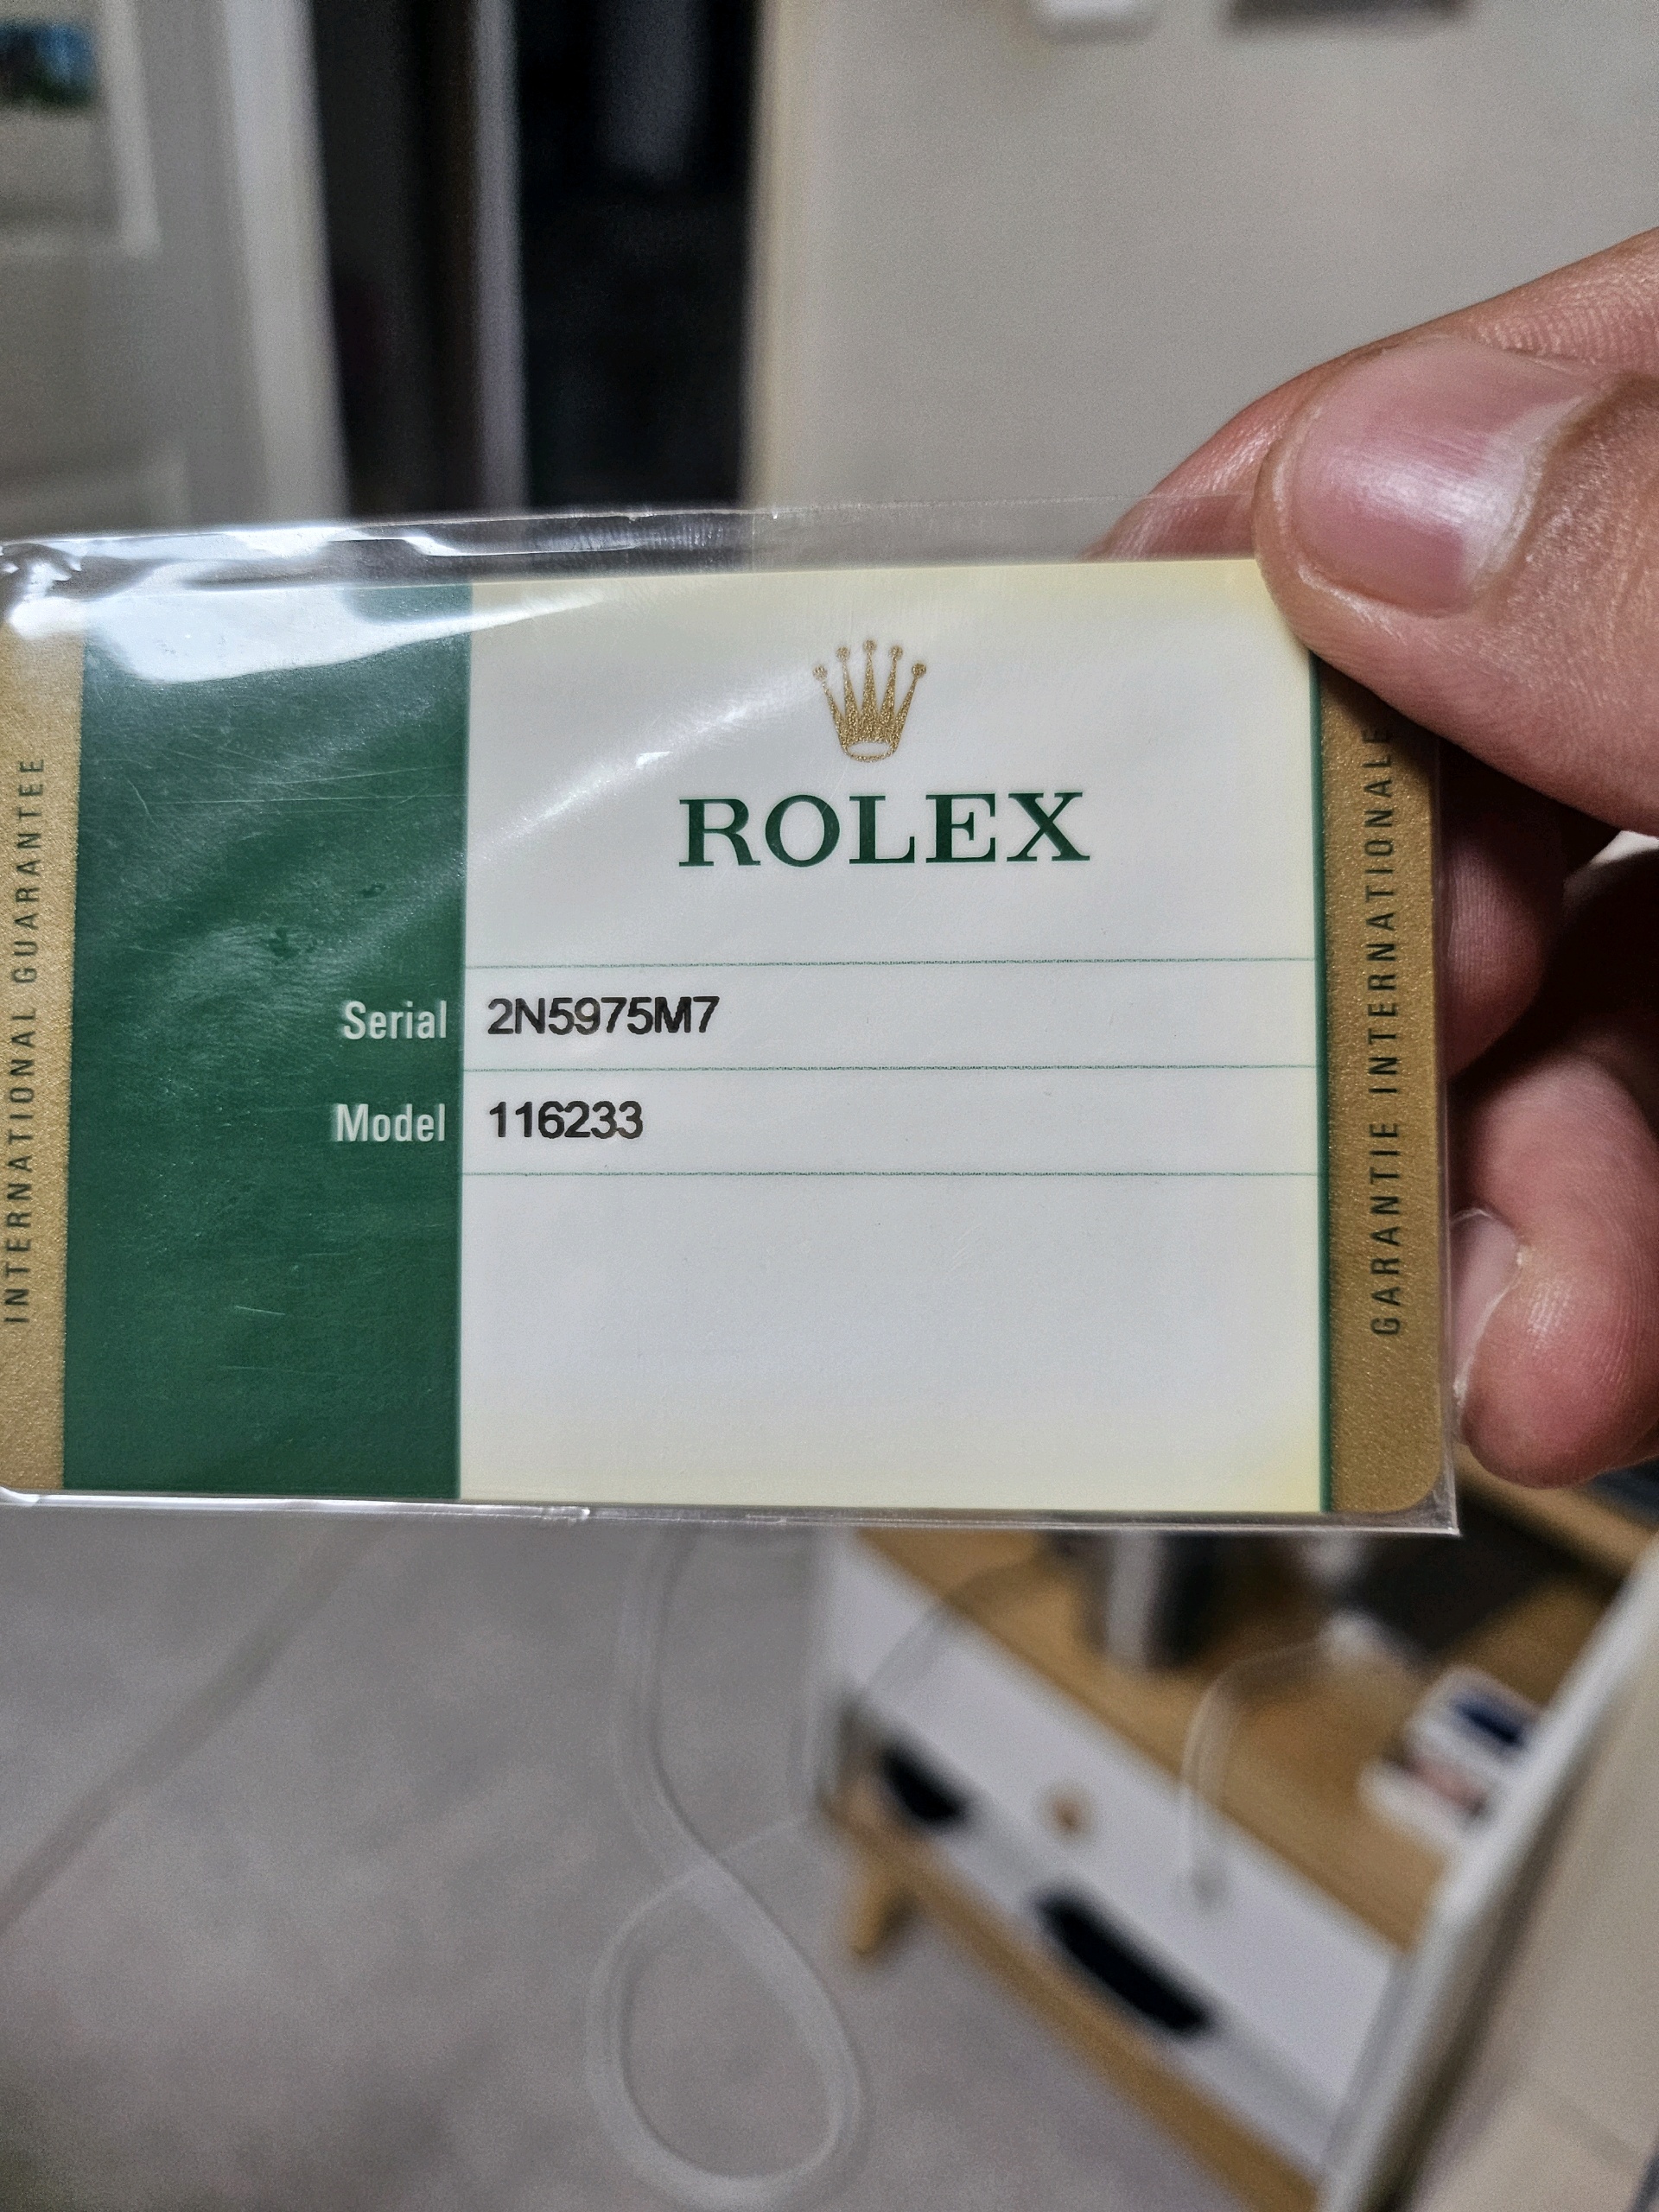 INTERNATIONAL GUARANTEE
ROLEX
Serial 2N5975M7
Model 116233
GARANTIE INTERNATIONALE